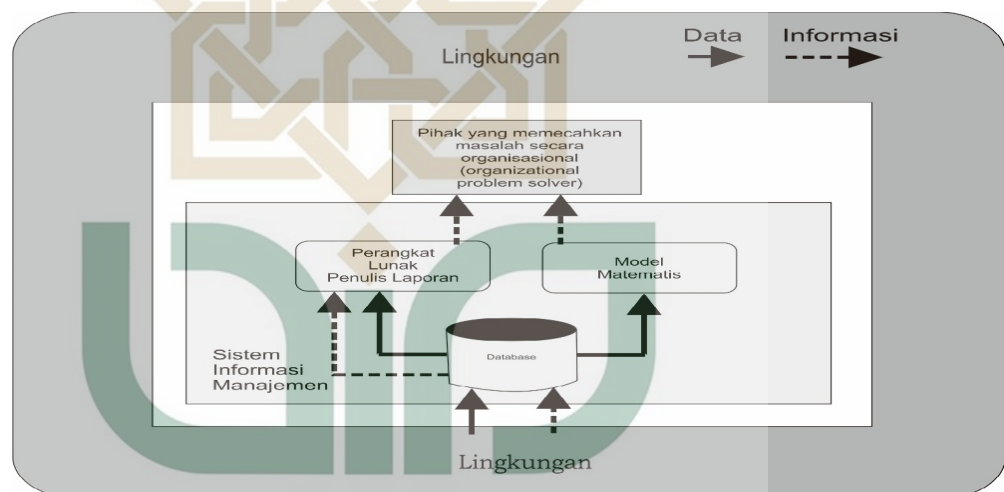 Data
Informasi
Lingkungan
Pihak yang memecahkan
masalah secara
organisasional
(organizational
problem solver)
Perangkat
Lunak
Penulis Laporan
Model
Matematis
Database
Sistem
Informasi
Manajemen
Lingkungan